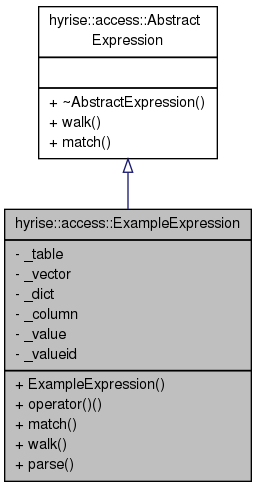 hyrise::access::Abstract
Expression
+ ~AbstractExpression()
+ walk()
+ match()
hyrise::access::ExampleExpression
- _table
- _vector
- _dict
- _column
- _value
- _valueid
+ ExampleExpression()
+ operator()()
+ match()
+ walk()
+ parse()